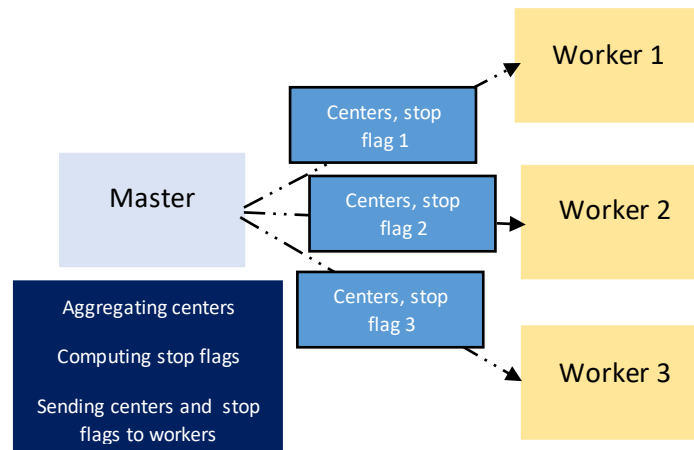 Worker 1
Centers, stop
flag 1
Master
Centers, stop
flag 2
Worker 2
Centers, stop
flag 3
Aggregating centers
Computing stop flags
Sending centers and stop
flags to workers
Worker 3